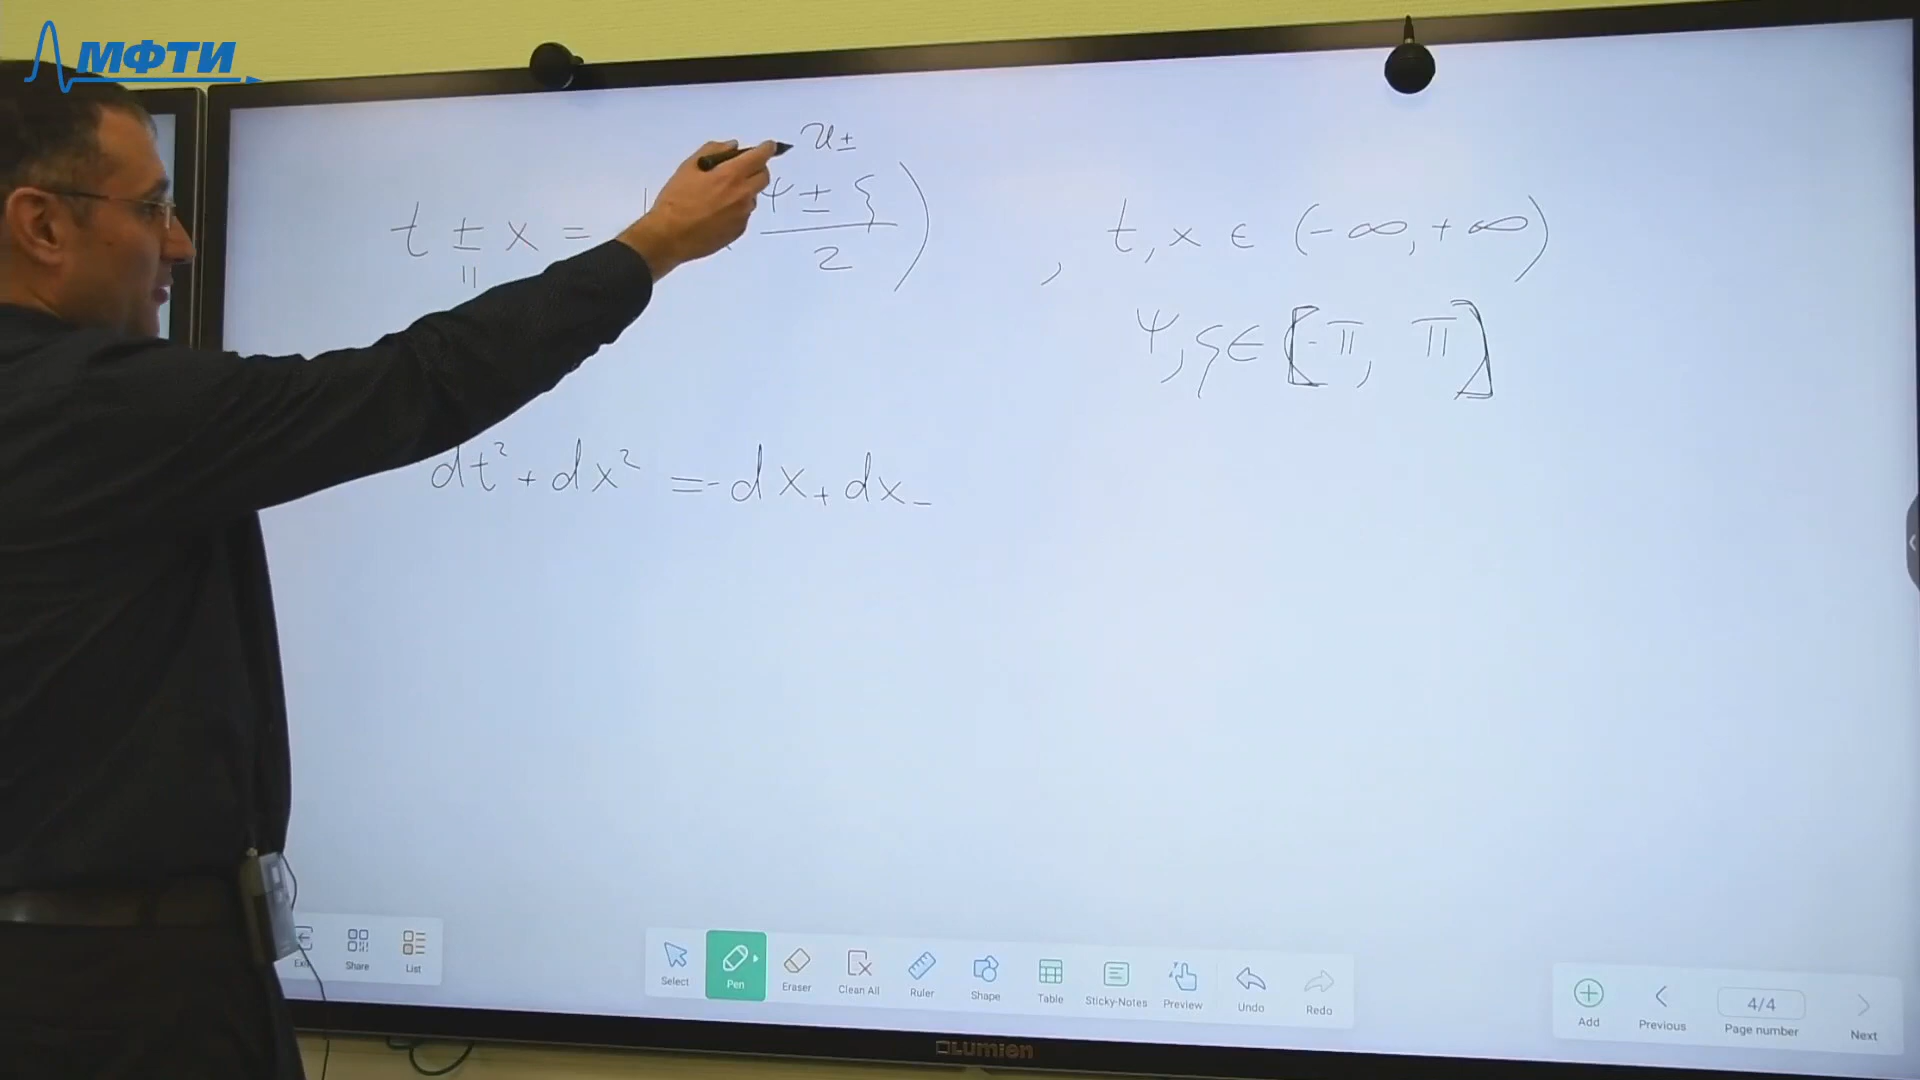 МФТИ
u±
t ± x = ψ ± ξ / 2 ) , t, x ∈ (-∞, +∞)
||
ψ, ξ ∈ [-π, π]
dt² + dx² = - dx₊ dx₋
Exit Share List
Select Pen Eraser Clean All Ruler Shape Table Sticky-Notes Preview Undo Redo
Add Previous 4/4 Page number Next
Lumien